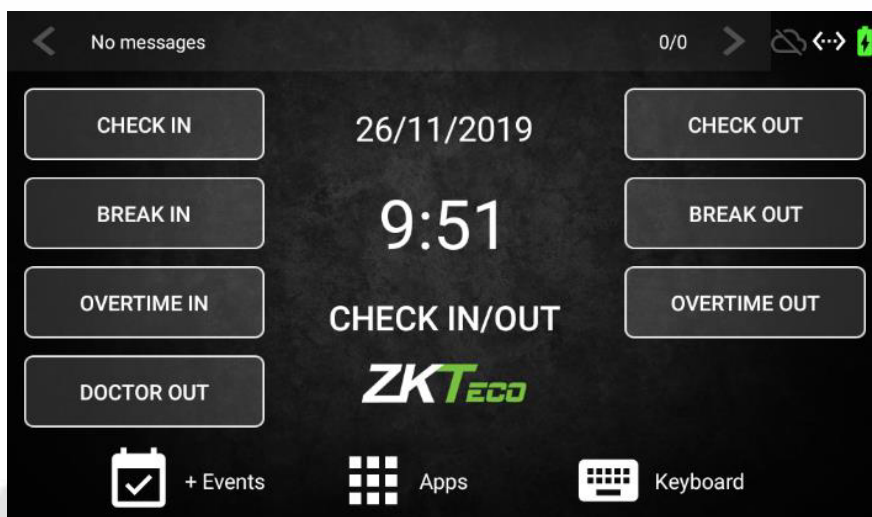 No messages 0/0
CHECK IN 26/11/2019 CHECK OUT
BREAK IN 9:51 BREAK OUT
OVERTIME IN CHECK IN/OUT OVERTIME OUT
DOCTOR OUT ZKTECO
+ Events Apps Keyboard